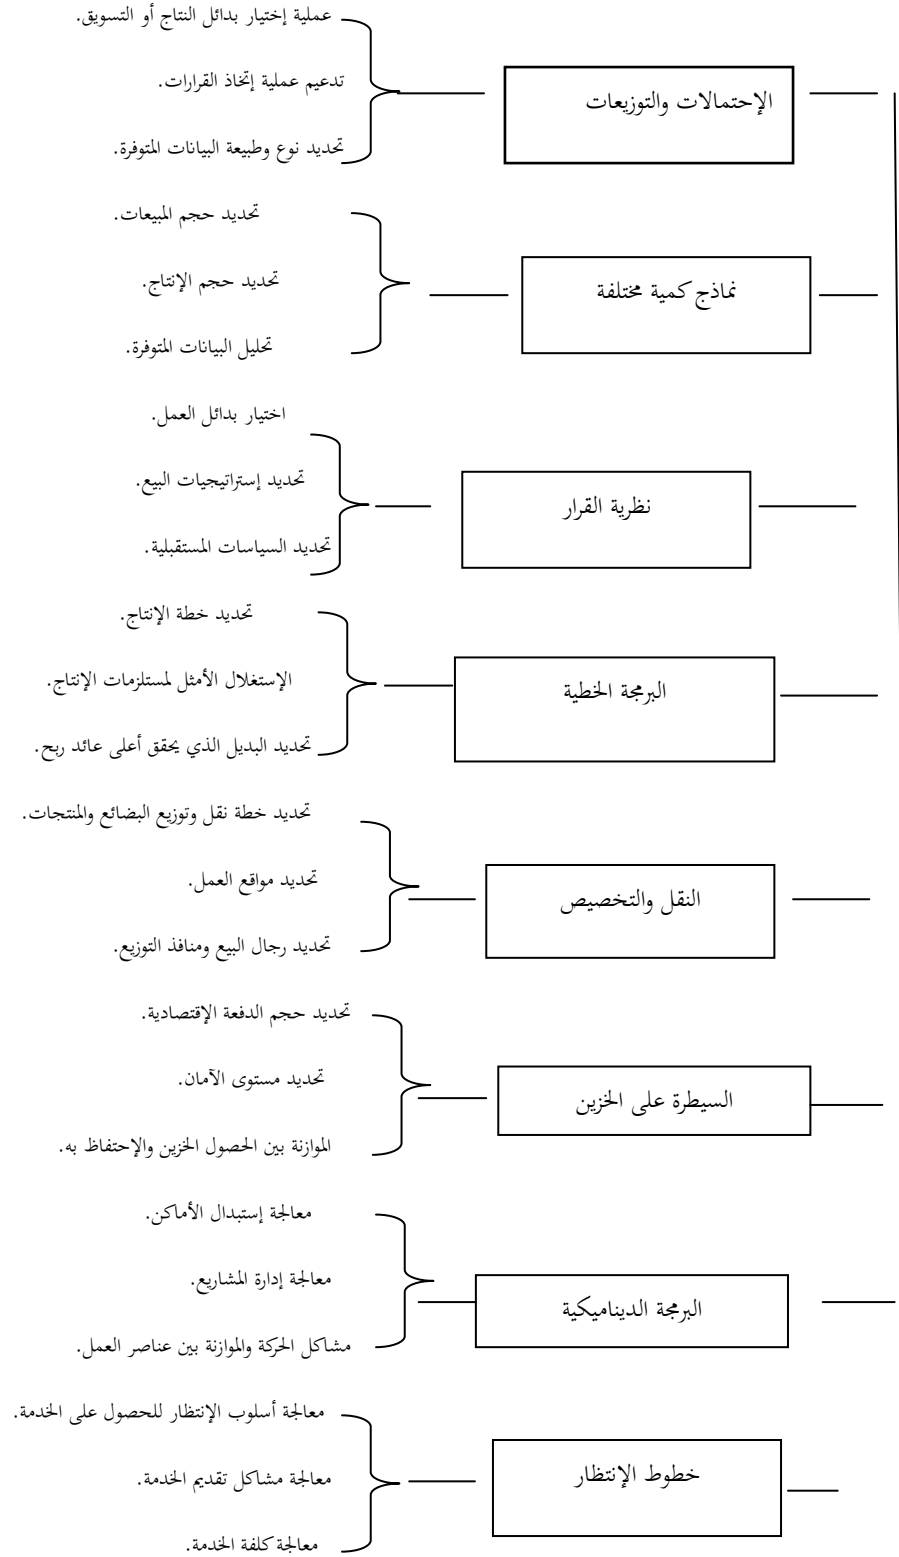 الإحتمالات والتوزيعات
عملية إختيار بدائل النتاج أو التسويق.
تدعيم عملية إتخاذ القرارات.
تحديد نوع وطبيعة البيانات المتوفرة.
نماذج كمية مختلفة
تحديد حجم المبيعات.
تحديد حجم الإنتاج.
تحليل البيانات المتوفرة.
نظرية القرار
اختيار بدائل العمل.
تحديد إستراتيجيات البيع.
تحديد السياسات المستقبلية.
البرمجة الخطية
تحديد خطة الإنتاج.
الإستغلال الأمثل لمستلزمات الإنتاج.
تحديد البديل الذي يحقق أعلى عائد ربح.
النقل والتخصيص
تحديد خطة نقل وتوزيع البضائع والمنتجات.
تحديد مواقع العمل.
تحديد رجال البيع ومنافذ التوزيع.
السيطرة على الخزين
تحديد حجم الدفعة الإقتصادية.
تحديد مستوى الآمان.
الموازنة بين الحصول الخزين والإحتفاظ به.
البرمجة الديناميكية
معالجة إستبدال الأماكن.
معالجة إدارة المشاريع.
مشاكل الحركة والموازنة بين عناصر العمل.
خطوط الإنتظار
معالجة أسلوب الإنتظار للحصول على الخدمة.
معالجة مشاكل تقديم الخدمة.
معالجة كلفة الخدمة.